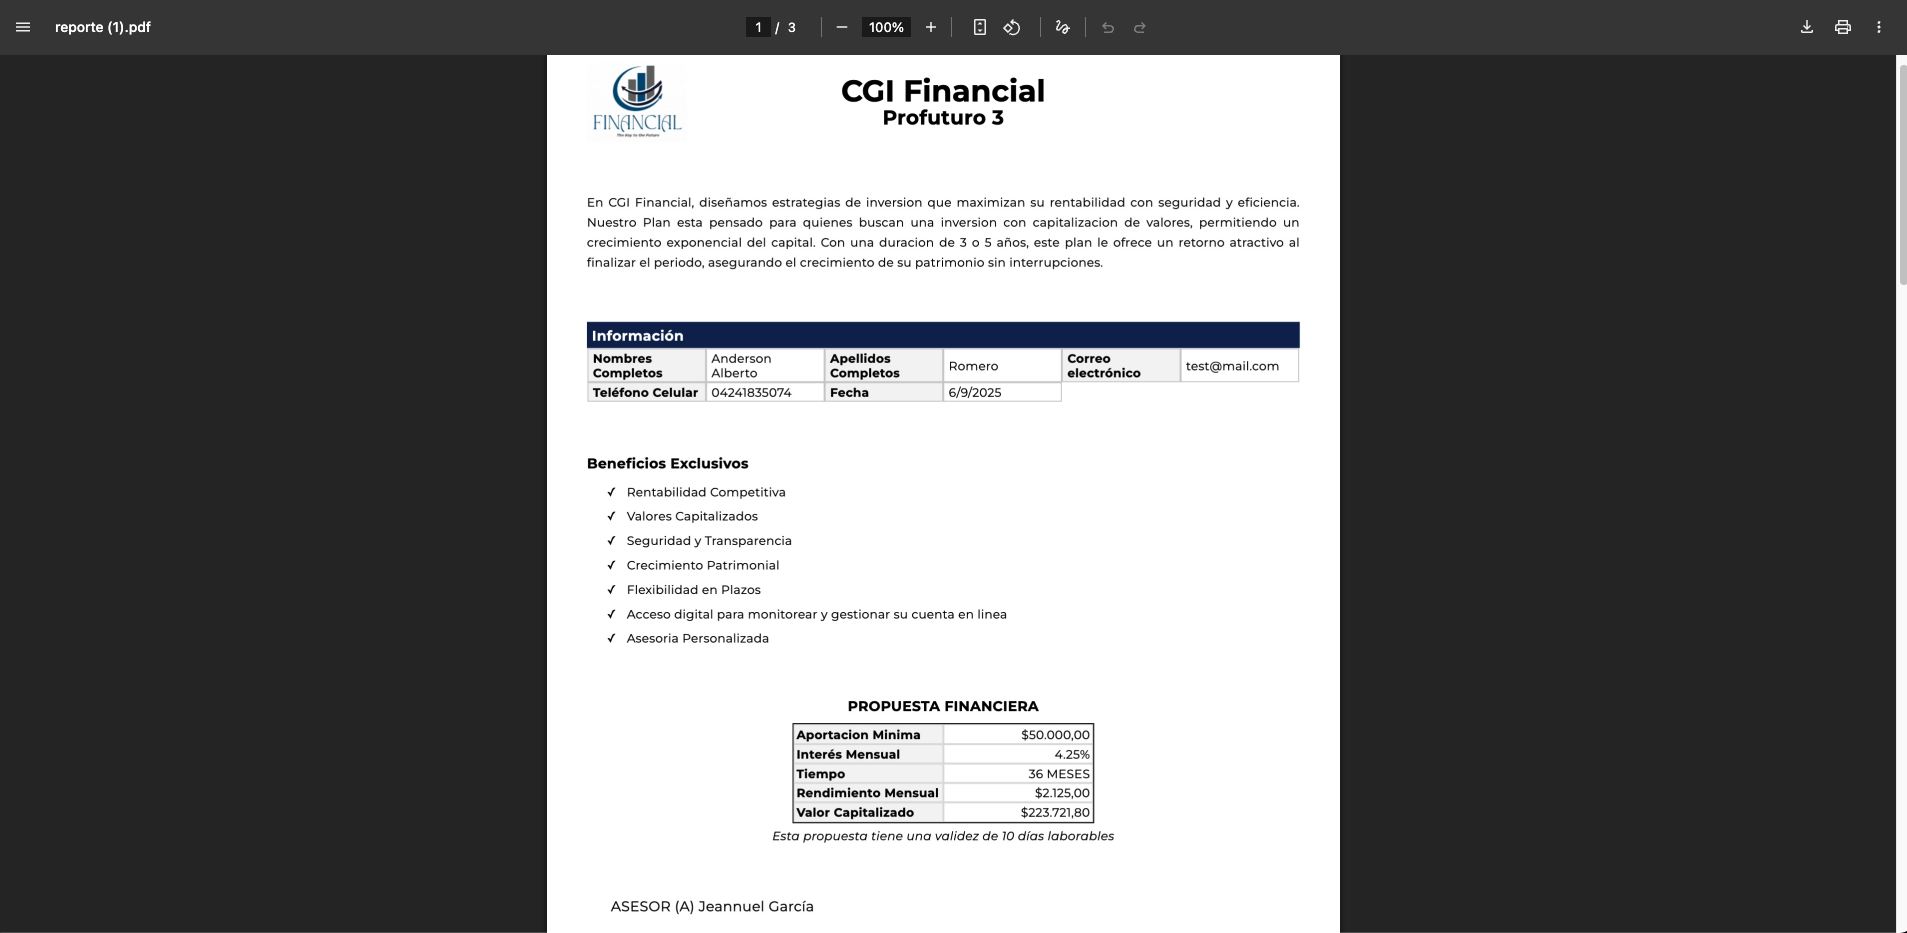 reporte (1).pdf
1 / 3
100%
FINANCIAL
The Key to the Future
CGI Financial
Profuturo 3
En CGI Financial, diseñamos estrategias de inversion que maximizan su rentabilidad con seguridad y eficiencia.
Nuestro Plan esta pensado para quienes buscan una inversion con capitalizacion de valores, permitiendo un
crecimiento exponencial del capital. Con una duracion de 3 o 5 años, este plan le ofrece un retorno atractivo al
finalizar el periodo, asegurando el crecimiento de su patrimonio sin interrupciones.
Información
Nombres Completos Anderson Alberto Apellidos Completos Romero Correo electrónico test@mail.com
Teléfono Celular 04241835074 Fecha 6/9/2025
Beneficios Exclusivos
✓ Rentabilidad Competitiva
✓ Valores Capitalizados
✓ Seguridad y Transparencia
✓ Crecimiento Patrimonial
✓ Flexibilidad en Plazos
✓ Acceso digital para monitorear y gestionar su cuenta en linea
✓ Asesoria Personalizada
PROPUESTA FINANCIERA
Aportacion Minima $50.000,00
Interés Mensual 4.25%
Tiempo 36 MESES
Rendimiento Mensual $2.125,00
Valor Capitalizado $223.721,80
Esta propuesta tiene una validez de 10 días laborables
ASESOR (A) Jeannuel García